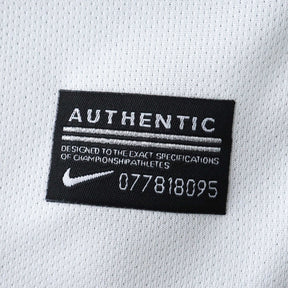 AUTHENTIC
DESIGNED TO THE EXACT SPECIFICATIONS
OF CHAMPIONSHIP ATHLETES
077818095